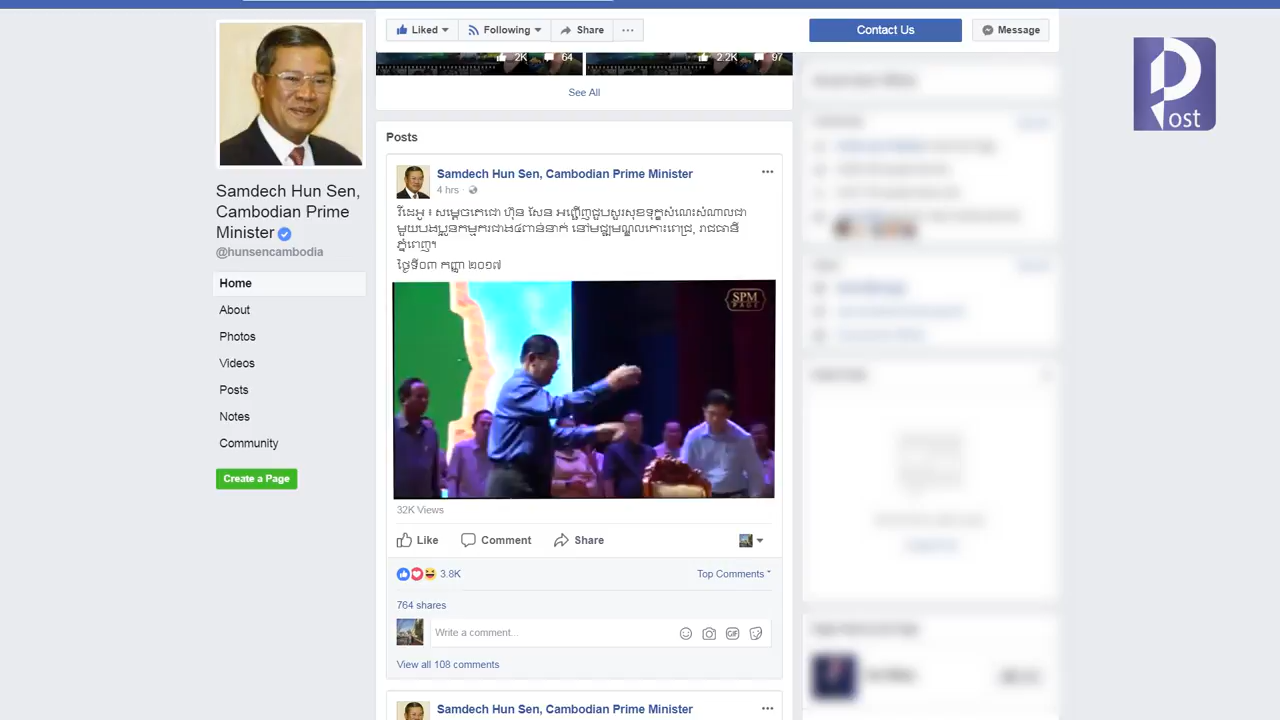 Liked
Following
Share
Contact Us
Message
2K
64
2.2K
97
See All
Post
Samdech Hun Sen,
Cambodian Prime
Minister
@hunsencambodia
Home
About
Photos
Videos
Posts
Notes
Community
Create a Page
Posts
Samdech Hun Sen, Cambodian Prime Minister
4 hrs
វីដេអូ ៖ សម្តេចតេជោ ហ៊ុន សែន អញ្ជើញជួបសួរសុខទុក្ខសំណេះសំណាលជា
មួយបងប្អូនកម្មករជាង៤ពាន់នាក់ នៅមជ្ឈមណ្ឌលកោះពេជ្រ, រាជធានី
ភ្នំពេញ។
ថ្ងៃទី០៣ កញ្ញា ២០១៧
SPM
PAGE
32K Views
Like
Comment
Share
3.8K
Top Comments
764 shares
Write a comment...
GIF
View all 108 comments
Samdech Hun Sen, Cambodian Prime Minister